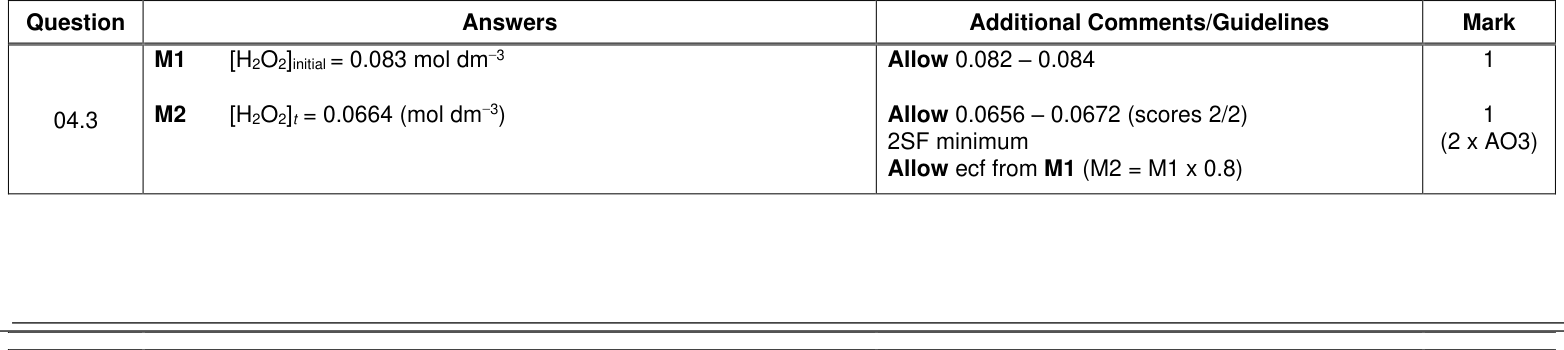 Question Answers Additional Comments/Guidelines Mark
M1 [H₂O₂]initial = 0.083 mol dm⁻³ Allow 0.082 – 0.084 1
04.3 M2 [H₂O₂]t = 0.0664 (mol dm⁻³) Allow 0.0656 – 0.0672 (scores 2/2) 1
2SF minimum (2 x AO3)
Allow ecf from M1 (M2 = M1 x 0.8)